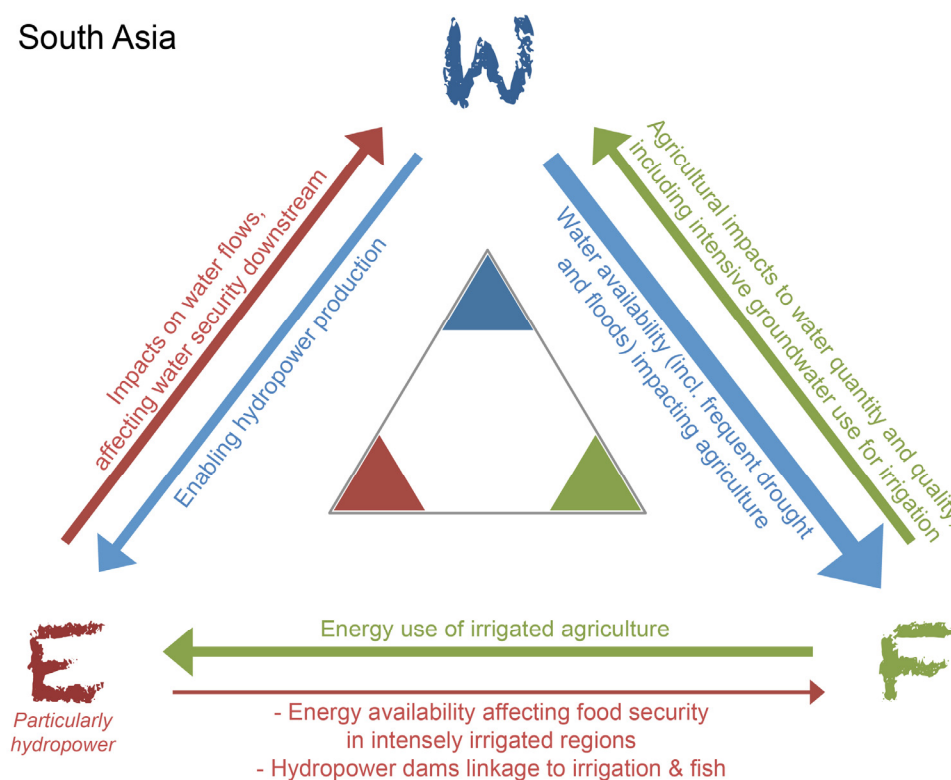 South Asia
W
Impacts on water flows,
affecting water security downstream
Enabling hydropower production
Water availability (incl. frequent drought
and floods) impacting agriculture
Agricultural impacts to water quantity and quality,
including intensive groundwater use for irrigation
E
Particularly
hydropower
F
Energy use of irrigated agriculture
- Energy availability affecting food security
in intensely irrigated regions
- Hydropower dams linkage to irrigation & fish